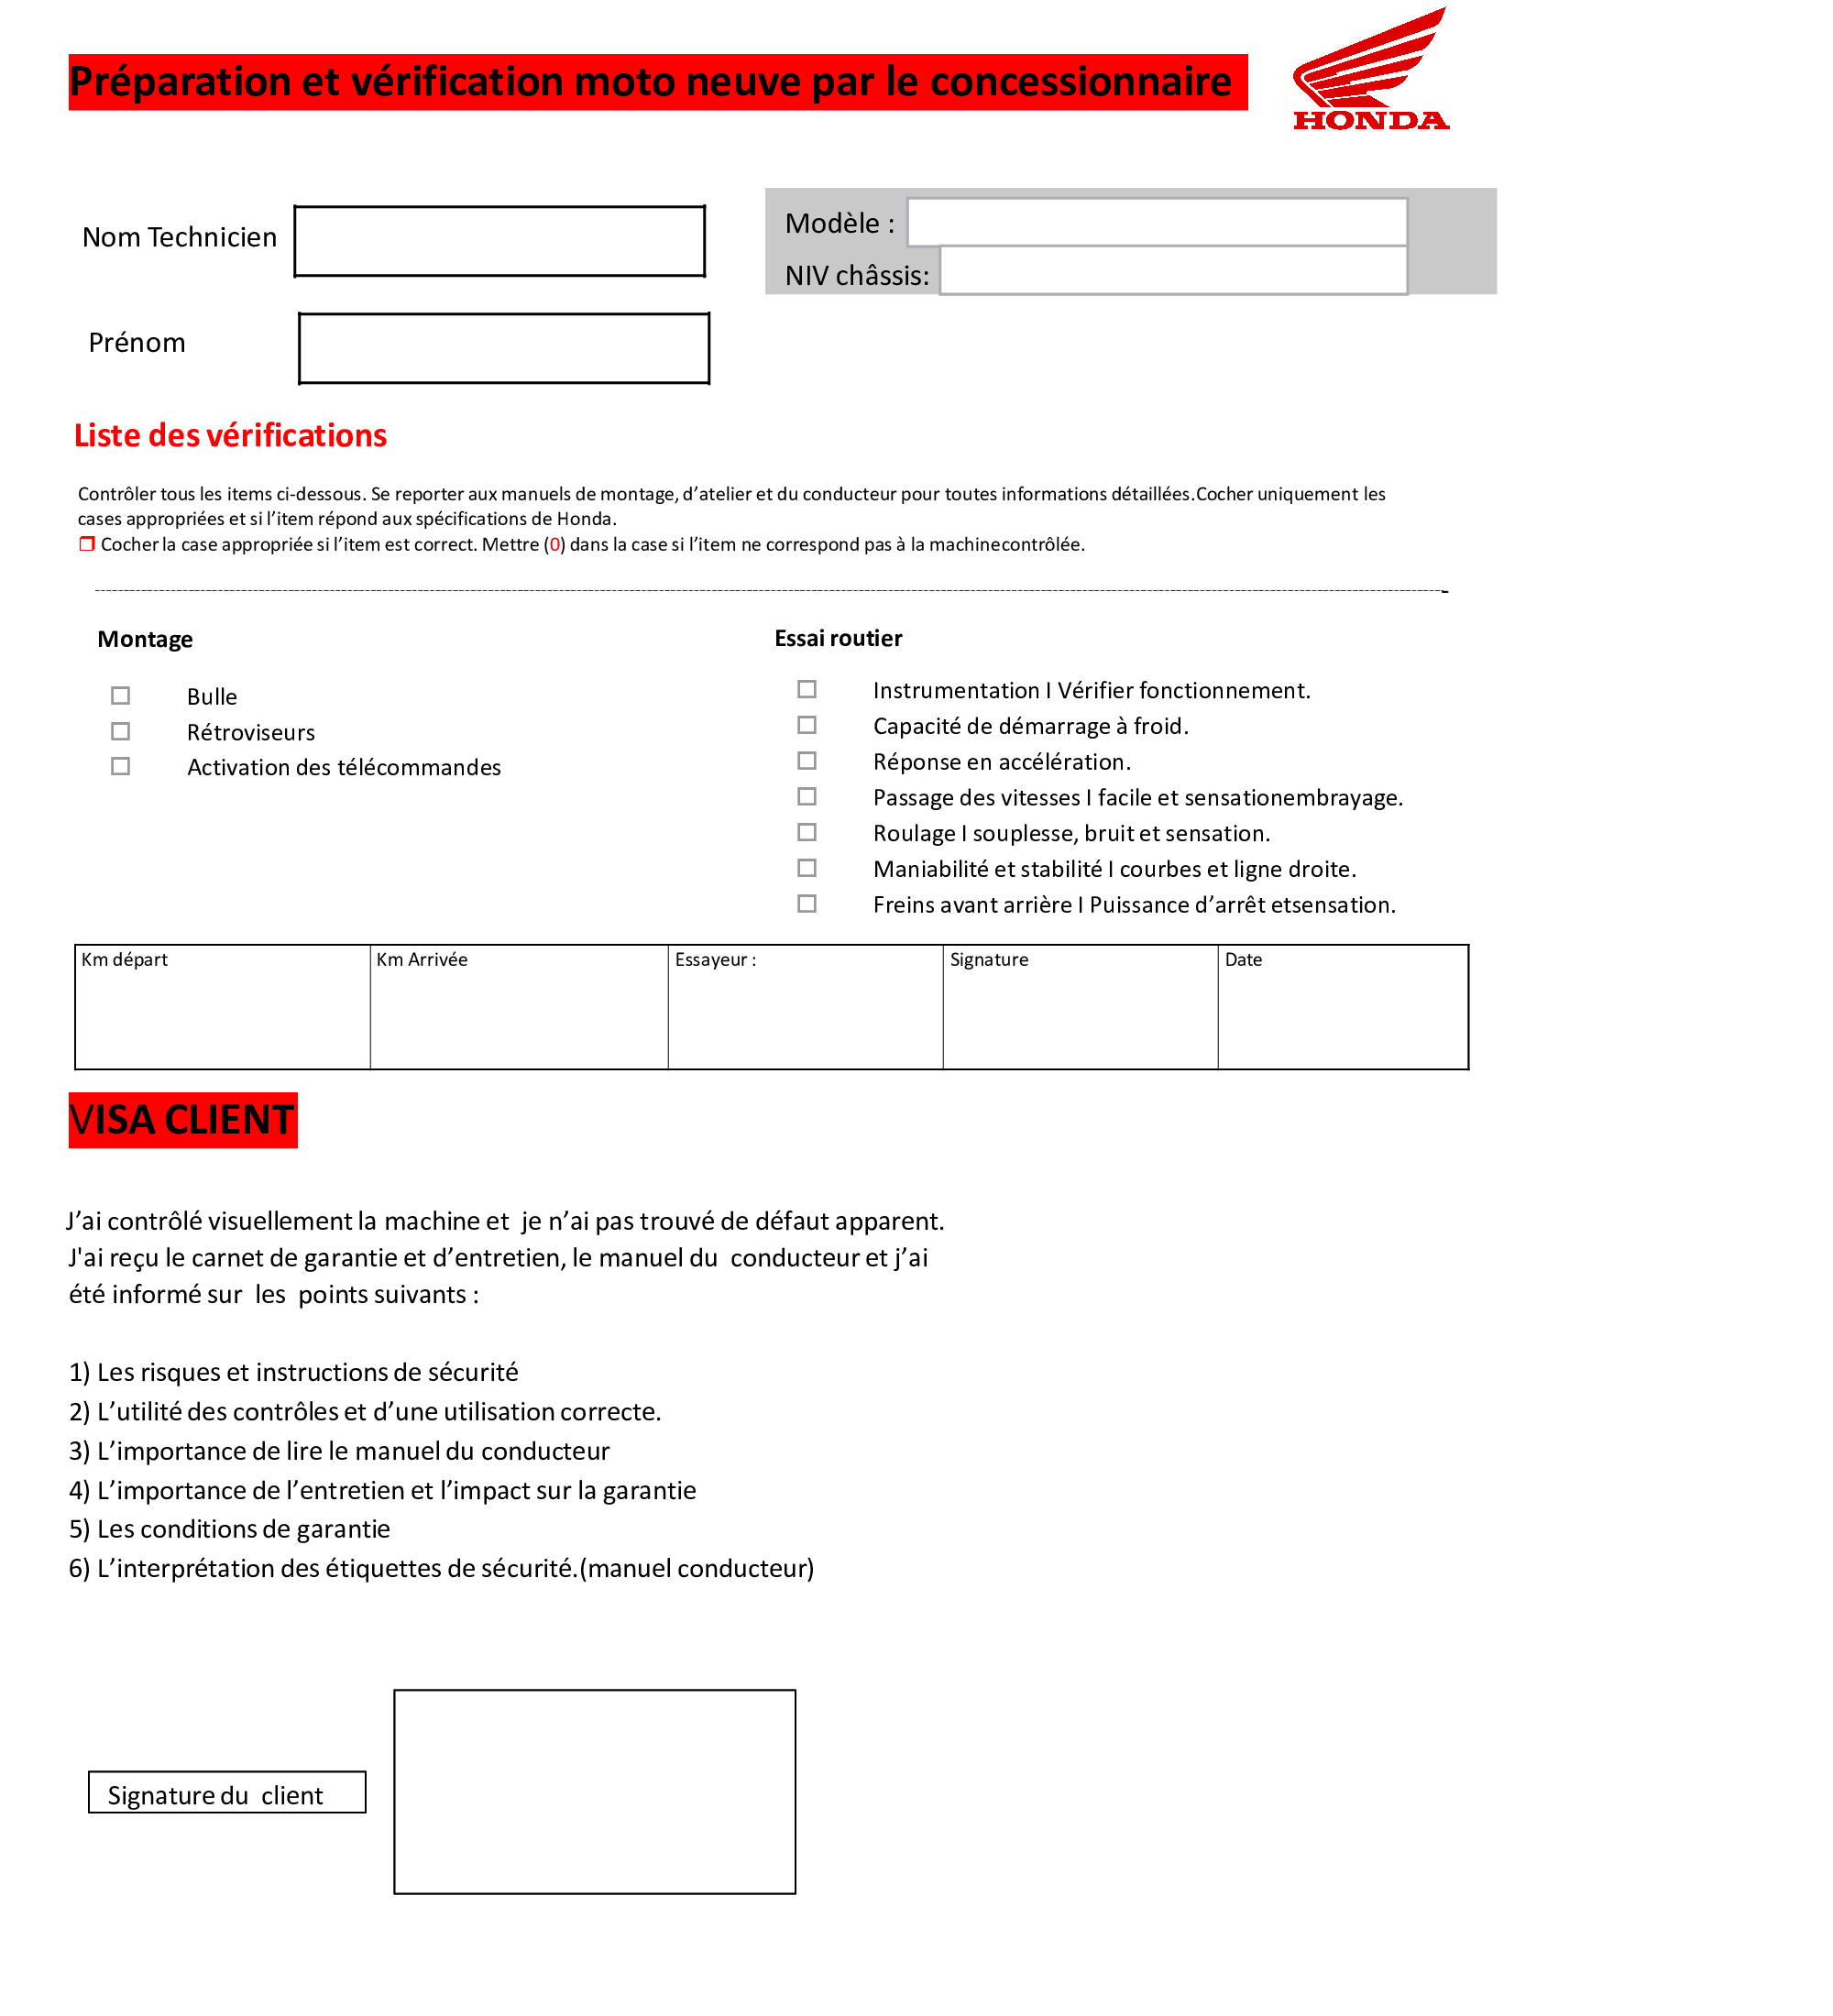 Préparation et vérification moto neuve par le concessionnaire
HONDA
Nom Technicien
Modèle :
NIV châssis:
Prénom
Liste des vérifications
Contrôler tous les items ci-dessous. Se reporter aux manuels de montage, d’atelier et du conducteur pour toutes informations détaillées.Cocher uniquement les
cases appropriées et si l’item répond aux spécifications de Honda.
❒ Cocher la case appropriée si l’item est correct. Mettre (0) dans la case si l’item ne correspond pas à la machinecontrôlée.
Montage
☐ Bulle
☐ Rétroviseurs
☐ Activation des télécommandes
Essai routier
☐ Instrumentation I Vérifier fonctionnement.
☐ Capacité de démarrage à froid.
☐ Réponse en accélération.
☐ Passage des vitesses I facile et sensationembrayage.
☐ Roulage I souplesse, bruit et sensation.
☐ Maniabilité et stabilité I courbes et ligne droite.
☐ Freins avant arrière I Puissance d’arrêt etsensation.
Km départ
Km Arrivée
Essayeur :
Signature
Date
VISA CLIENT
J’ai contrôlé visuellement la machine et je n’ai pas trouvé de défaut apparent.
J'ai reçu le carnet de garantie et d’entretien, le manuel du conducteur et j’ai
été informé sur les points suivants :
1) Les risques et instructions de sécurité
2) L’utilité des contrôles et d’une utilisation correcte.
3) L’importance de lire le manuel du conducteur
4) L’importance de l’entretien et l’impact sur la garantie
5) Les conditions de garantie
6) L’interprétation des étiquettes de sécurité.(manuel conducteur)
Signature du client